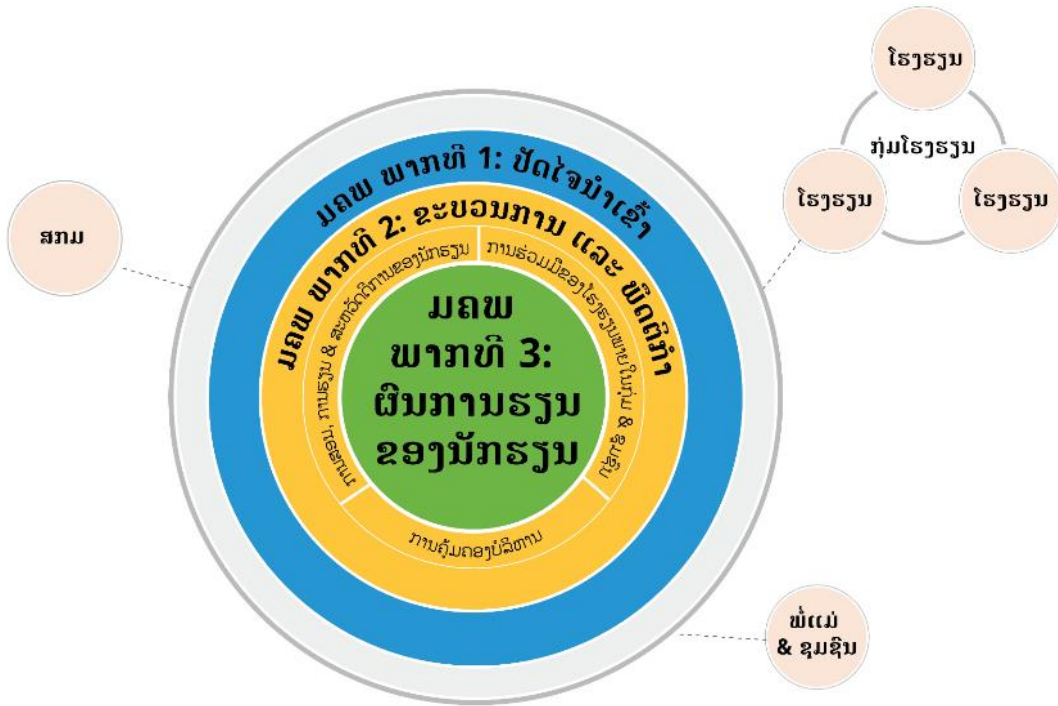 ໂຮງຮຽນ
ກຸ່ມໂຮງຮຽນ
ໂຮງຮຽນ
ໂຮງຮຽນ
ສກມ
ມຄພ ພາກທີ 1: ປັດໄຈນໍາເຂົ້າ
ມຄພ ພາກທີ 2: ຂະບວນການ ແລະ ພຶດຕິກໍາ
ການສອນ, ການຮຽນ & ສະຫວັດດີການຂອງນັກຮຽນ
ການຮ່ວມມືຂອງໂຮງຮຽນພາຍໃນກຸ່ມ & ຊຸມຊົນ
ມຄພ
ພາກທີ 3:
ຜົນການຮຽນ
ຂອງນັກຮຽນ
ການຄຸ້ມຄອງບໍລິຫານ
ພໍ່ແມ່
& ຊຸມຊົນ